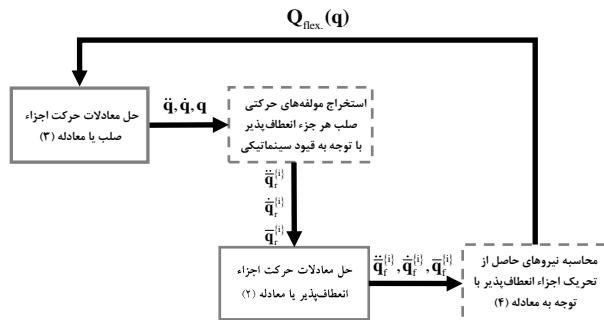 Q_flex.(q)
حل معادلات حرکت اجزاء
صلب یا معادله (۳)
q̈, q̇, q
استخراج مولفه‌های حرکتی
صلب هر جزء انعطاف‌پذیر
با توجه به قیود سینماتیکی
q̄̈_r^{i}
q̄̇_r^{i}
q̄_r^{i}
حل معادلات حرکت اجزاء
انعطاف‌پذیر یا معادله (۲)
q̄̈_f^{i}, q̄̇_f^{i}, q̄_f^{i}
محاسبه نیروهای حاصل از
تحریک اجزاء انعطاف‌پذیر با
توجه به معادله (۴)